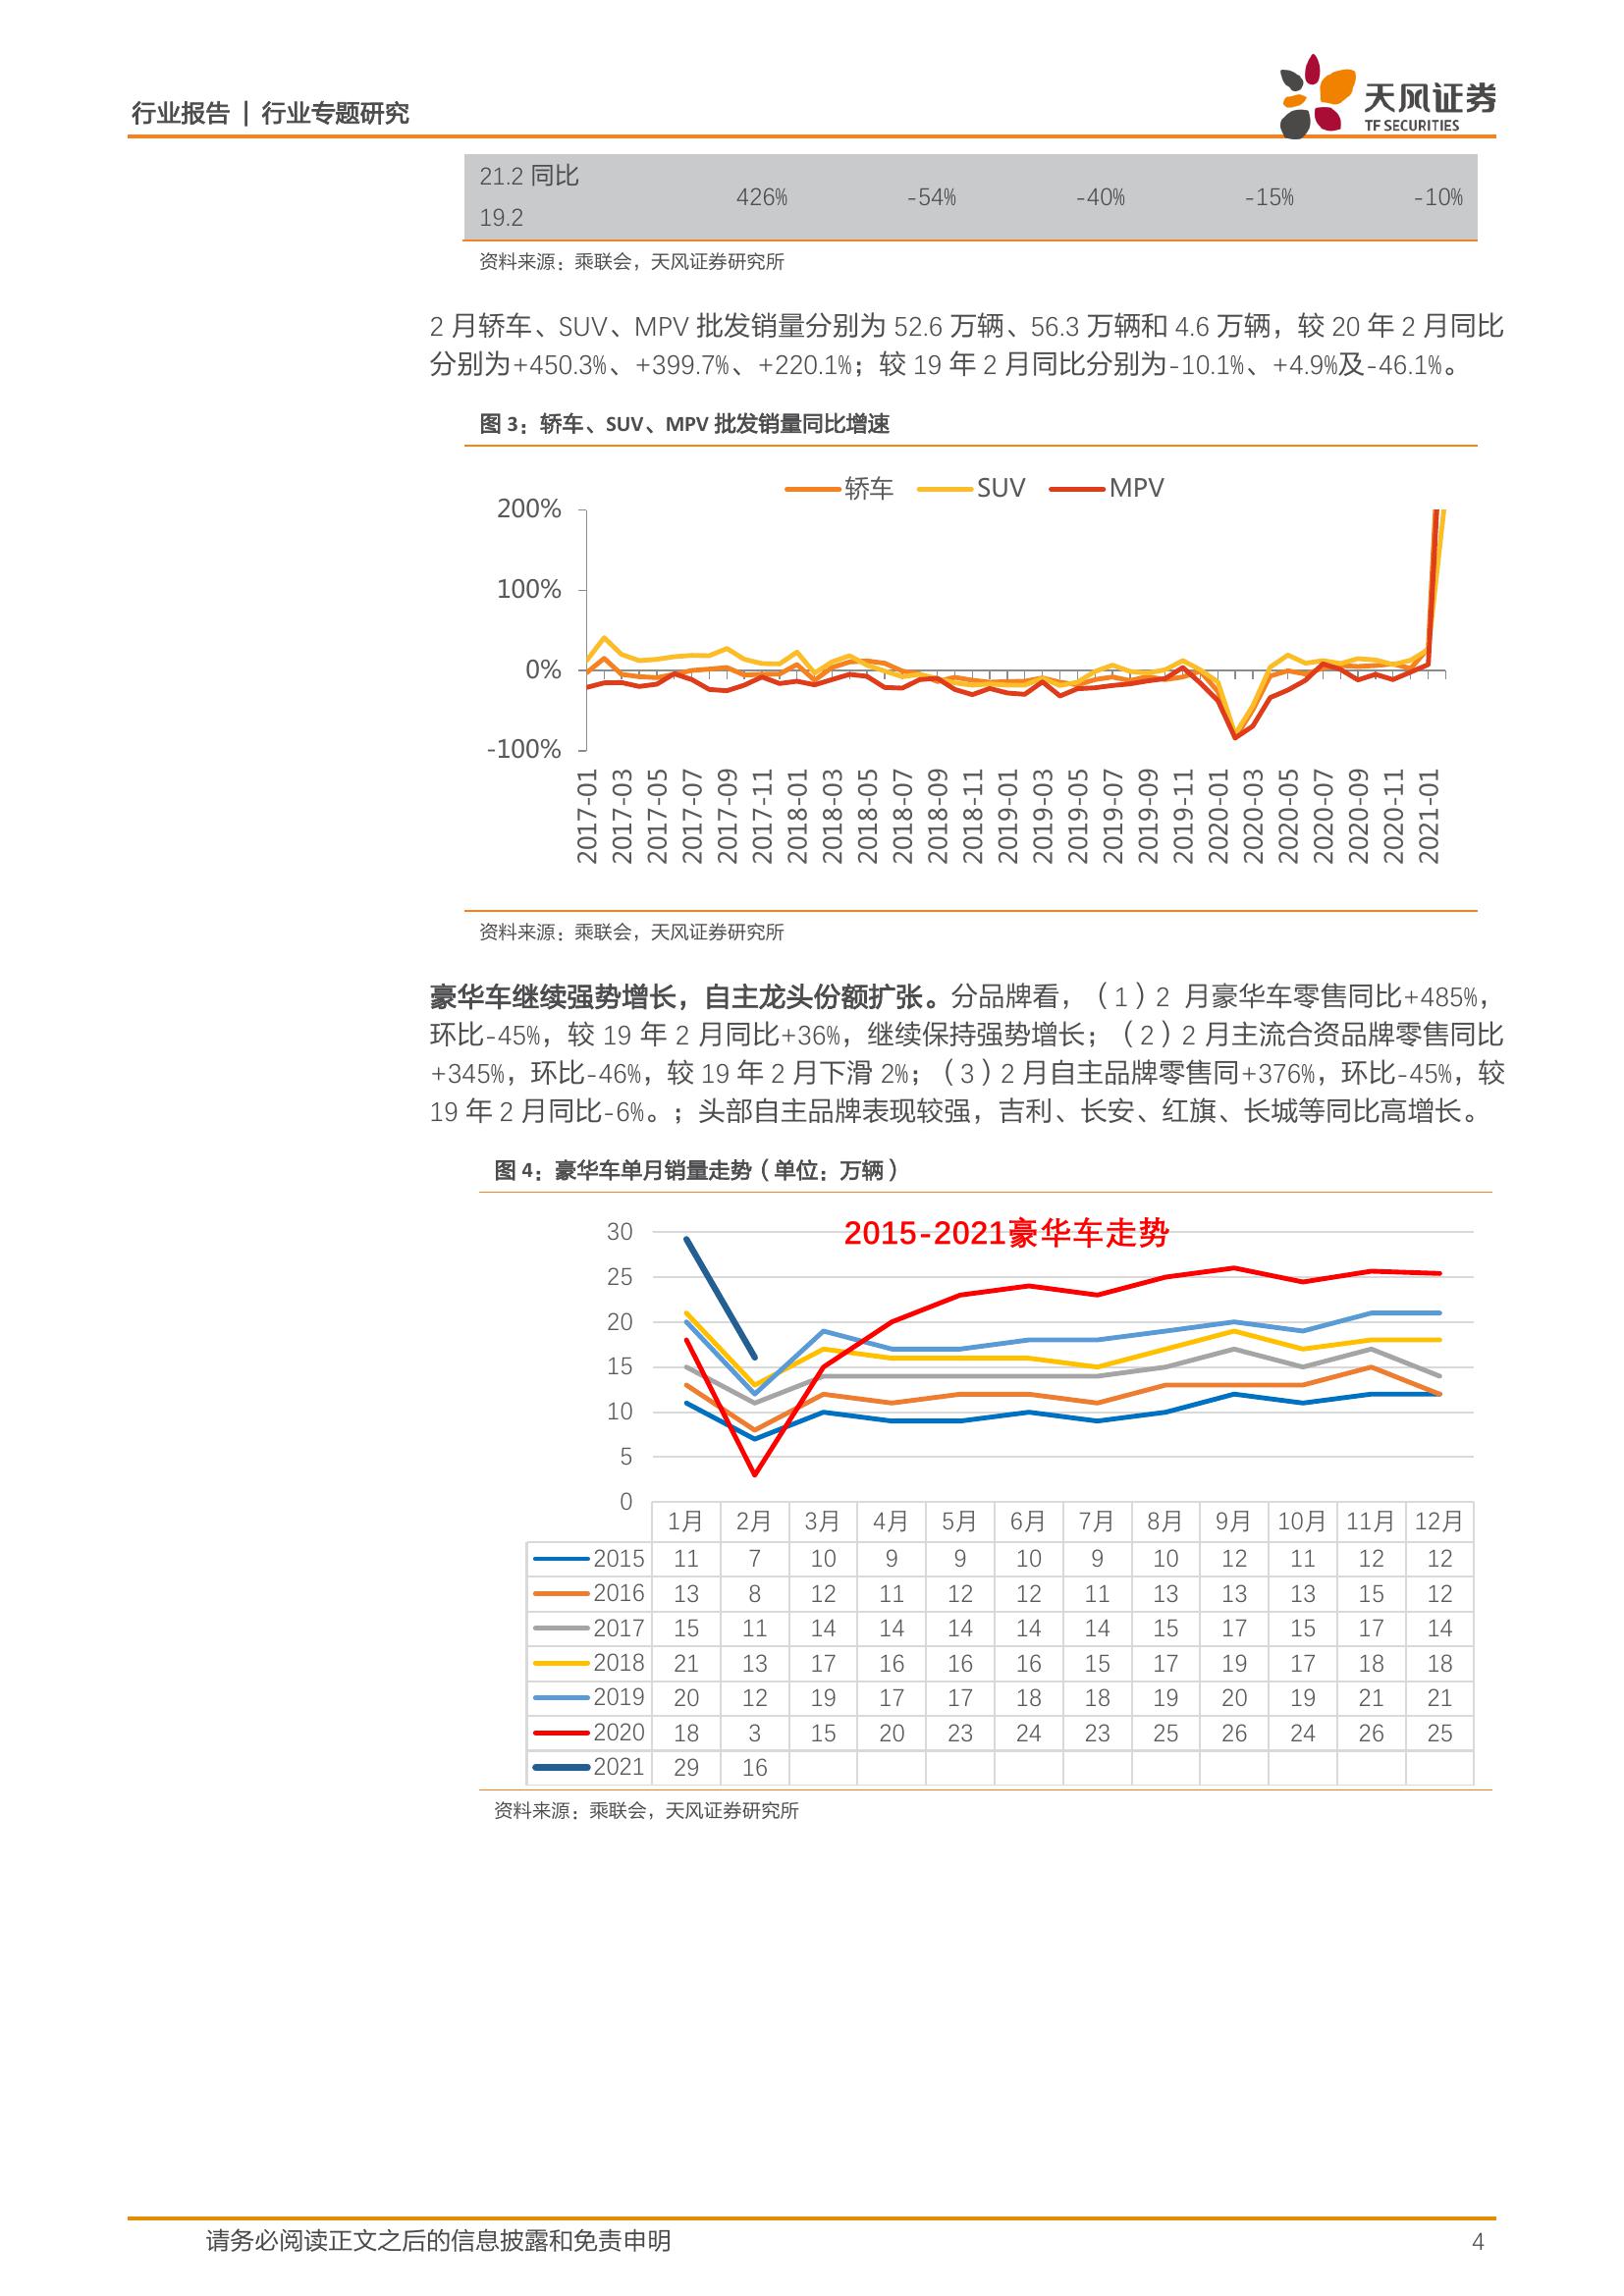 行业报告 | 行业专题研究
天风证券
TF SECURITIES
21.2 同比
19.2
426% -54% -40% -15% -10%
资料来源：乘联会，天风证券研究所
2 月轿车、SUV、MPV 批发销量分别为 52.6 万辆、56.3 万辆和 4.6 万辆，较 20 年 2 月同比
分别为+450.3%、+399.7%、+220.1%；较 19 年 2 月同比分别为-10.1%、+4.9%及-46.1%。
图 3：轿车、SUV、MPV 批发销量同比增速
轿车 SUV MPV
200%
100%
0%
-100%
2017-01 2017-03 2017-05 2017-07 2017-09 2017-11 2018-01 2018-03 2018-05 2018-07 2018-09 2018-11 2019-01 2019-03 2019-05 2019-07 2019-09 2019-11 2020-01 2020-03 2020-05 2020-07 2020-09 2020-11 2021-01
资料来源：乘联会，天风证券研究所
豪华车继续强势增长，自主龙头份额扩张。分品牌看，（1）2 月豪华车零售同比+485%，
环比-45%，较 19 年 2 月同比+36%，继续保持强势增长；（2）2 月主流合资品牌零售同比
+345%，环比-46%，较 19 年 2 月下滑 2%；（3）2 月自主品牌零售同+376%，环比-45%，较
19 年 2 月同比-6%。；头部自主品牌表现较强，吉利、长安、红旗、长城等同比高增长。
图 4：豪华车单月销量走势（单位：万辆）
2015-2021豪华车走势
30
25
20
15
10
5
0
1月 2月 3月 4月 5月 6月 7月 8月 9月 10月 11月 12月
2015 11 7 10 9 9 10 9 10 12 11 12 12
2016 13 8 12 11 12 12 11 13 13 13 15 12
2017 15 11 14 14 14 14 14 15 17 15 17 14
2018 21 13 17 16 16 16 15 17 19 17 18 18
2019 20 12 19 17 17 18 18 19 20 19 21 21
2020 18 3 15 20 23 24 23 25 26 24 26 25
2021 29 16
资料来源：乘联会，天风证券研究所
请务必阅读正文之后的信息披露和免责申明 4